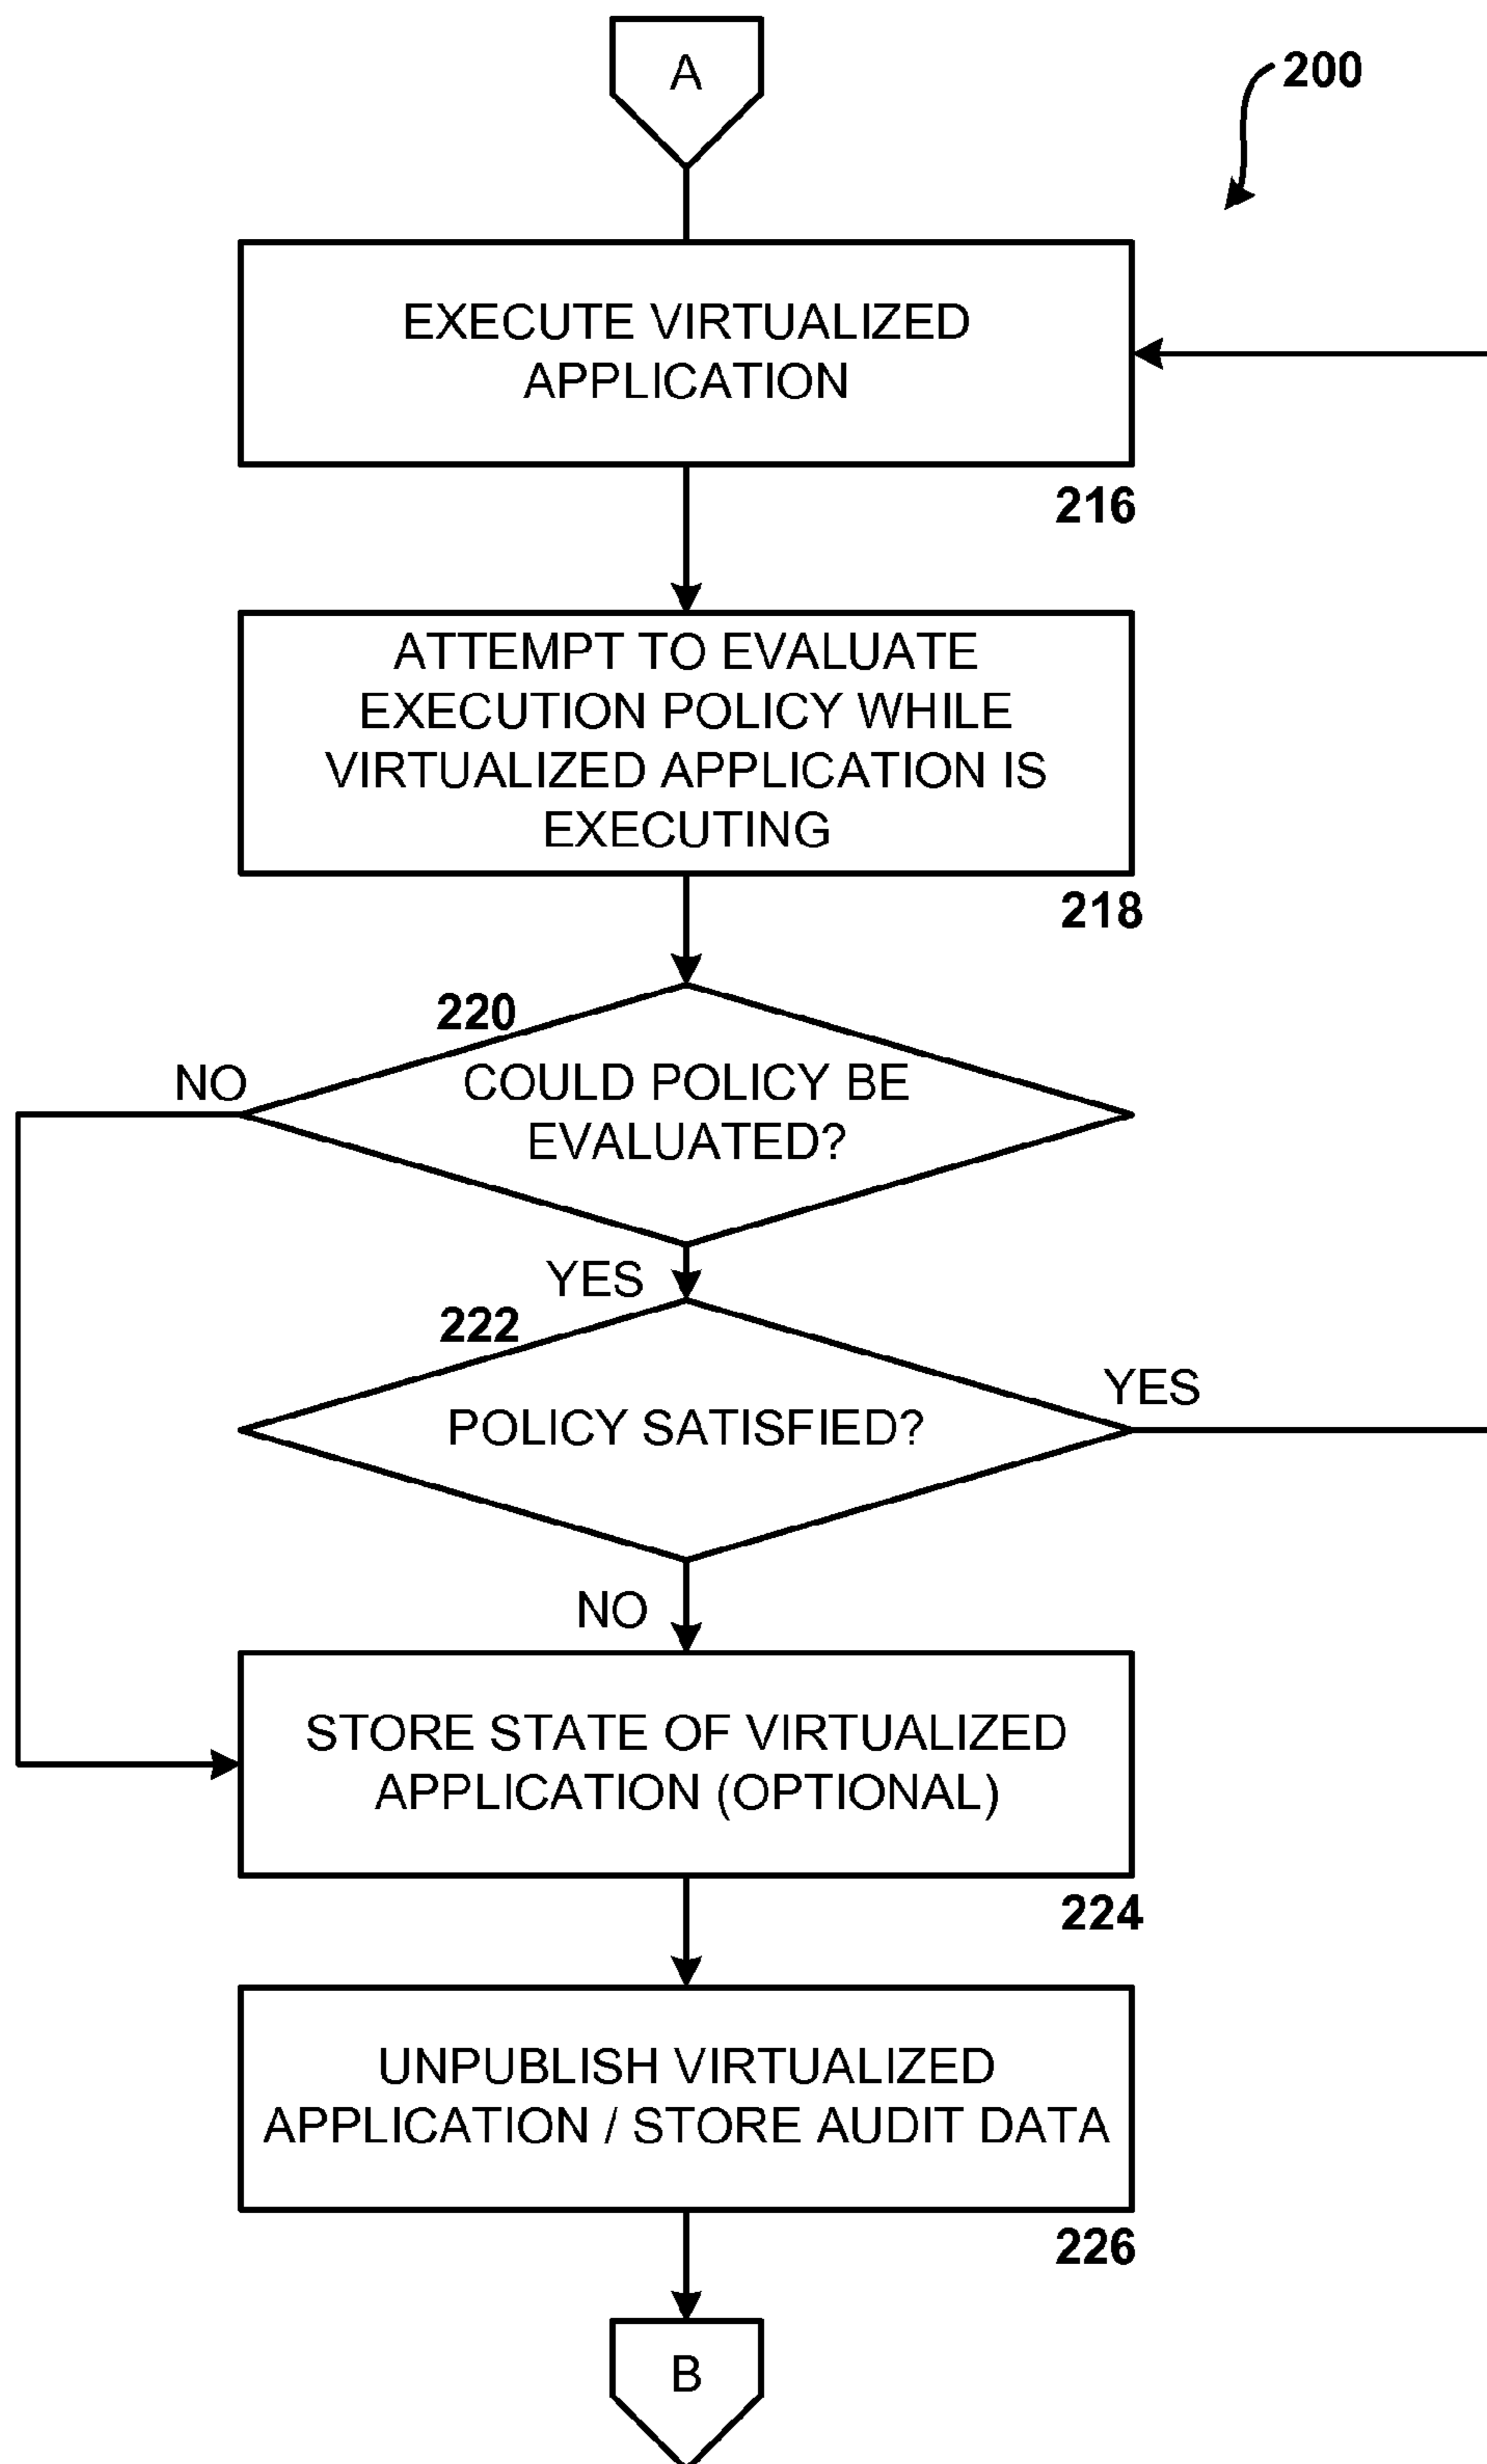 A
200
EXECUTE VIRTUALIZED
APPLICATION
216
ATTEMPT TO EVALUATE
EXECUTION POLICY WHILE
VIRTUALIZED APPLICATION IS
EXECUTING
218
220
NO
COULD POLICY BE
EVALUATED?
YES
222
YES
POLICY SATISFIED?
NO
STORE STATE OF VIRTUALIZED
APPLICATION (OPTIONAL)
224
UNPUBLISH VIRTUALIZED
APPLICATION / STORE AUDIT DATA
226
B